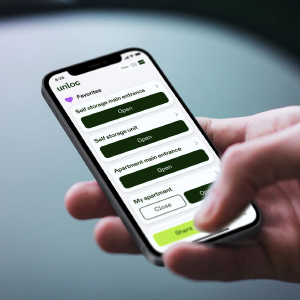 9:28
unloc
Favorites
Self storage main entrance
Open
Self storage unit
Open
Apartment main entrance
Open
My apartment
Close
Open
Share